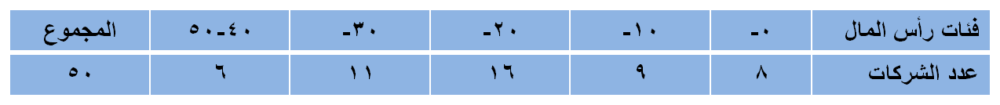 فئات رأس المال ٠- ١٠- ٢٠- ٣٠- ٤٠-٥٠ المجموع
عدد الشركات ٨ ٩ ١٦ ١١ ٦ ٥٠